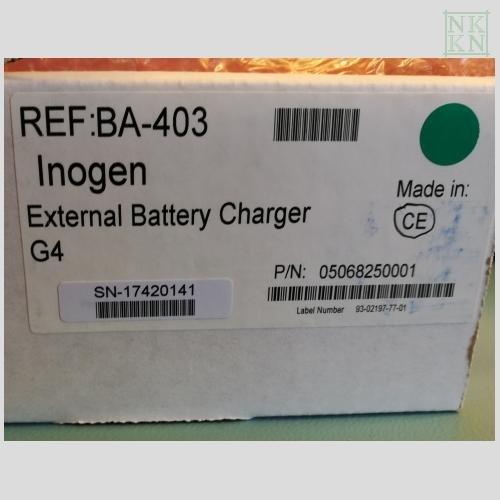 NK
KN
REF:BA-403
Inogen
External Battery Charger
G4
Made in:
CE
P/N: 05068250001
SN-17420141
Label Number 93-02197-77-01